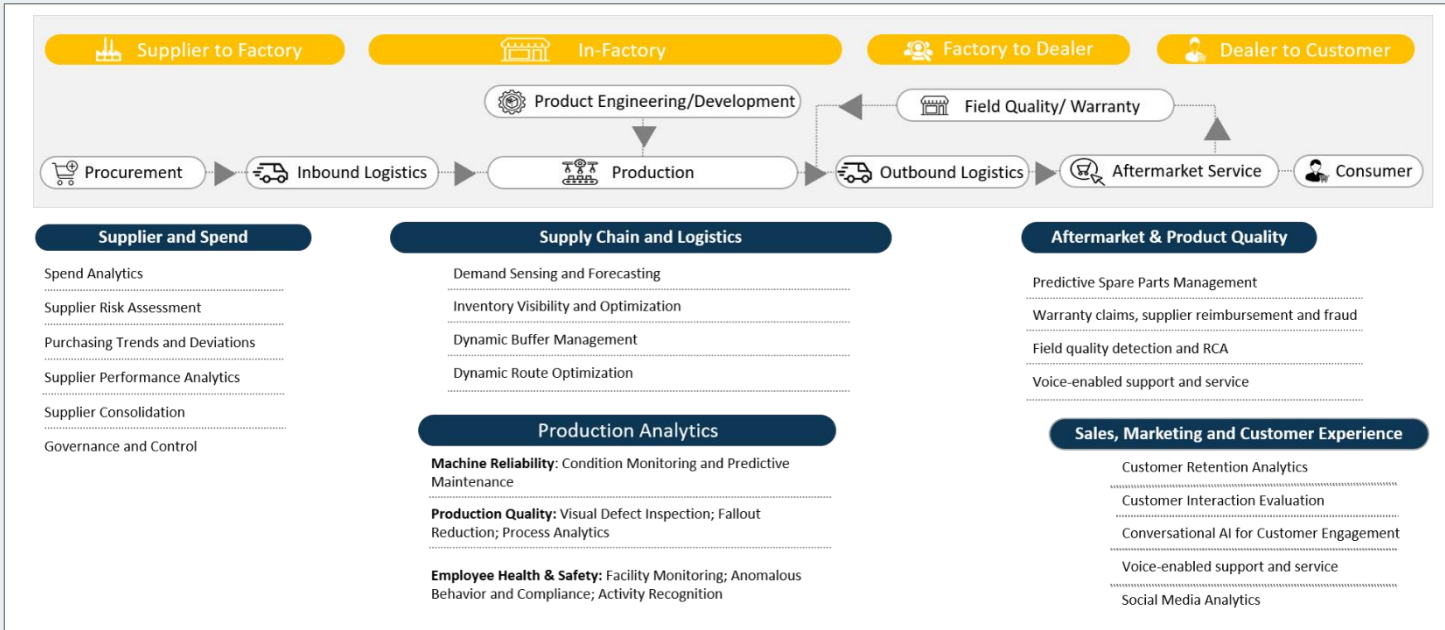 Supplier to Factory
In-Factory
Factory to Dealer
Dealer to Customer
Product Engineering/Development
Field Quality/ Warranty
Procurement
Inbound Logistics
Production
Outbound Logistics
Aftermarket Service
Consumer
Supplier and Spend
Spend Analytics
Supplier Risk Assessment
Purchasing Trends and Deviations
Supplier Performance Analytics
Supplier Consolidation
Governance and Control
Supply Chain and Logistics
Demand Sensing and Forecasting
Inventory Visibility and Optimization
Dynamic Buffer Management
Dynamic Route Optimization
Production Analytics
Machine Reliability: Condition Monitoring and Predictive
Maintenance
Production Quality: Visual Defect Inspection; Fallout
Reduction; Process Analytics
Employee Health & Safety: Facility Monitoring; Anomalous
Behavior and Compliance; Activity Recognition
Aftermarket & Product Quality
Predictive Spare Parts Management
Warranty claims, supplier reimbursement and fraud
Field quality detection and RCA
Voice-enabled support and service
Sales, Marketing and Customer Experience
Customer Retention Analytics
Customer Interaction Evaluation
Conversational AI for Customer Engagement
Voice-enabled support and service
Social Media Analytics